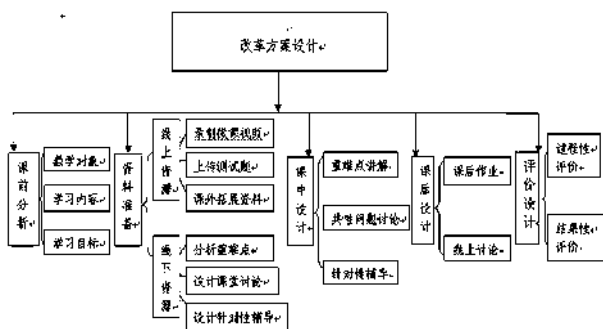 改革方案设计
课前分析
教学对象
学习内容
学习目标
资料准备
线上资源
录制微课视频
上传测试题
课外拓展资料
线下资源
分析重难点
设计课堂讨论
设计针对性辅导
课中设计
重难点讲解
共性问题讨论
针对性辅导
课后设计
课后作业
线上讨论
评价设计
过程性评价
结果性评价